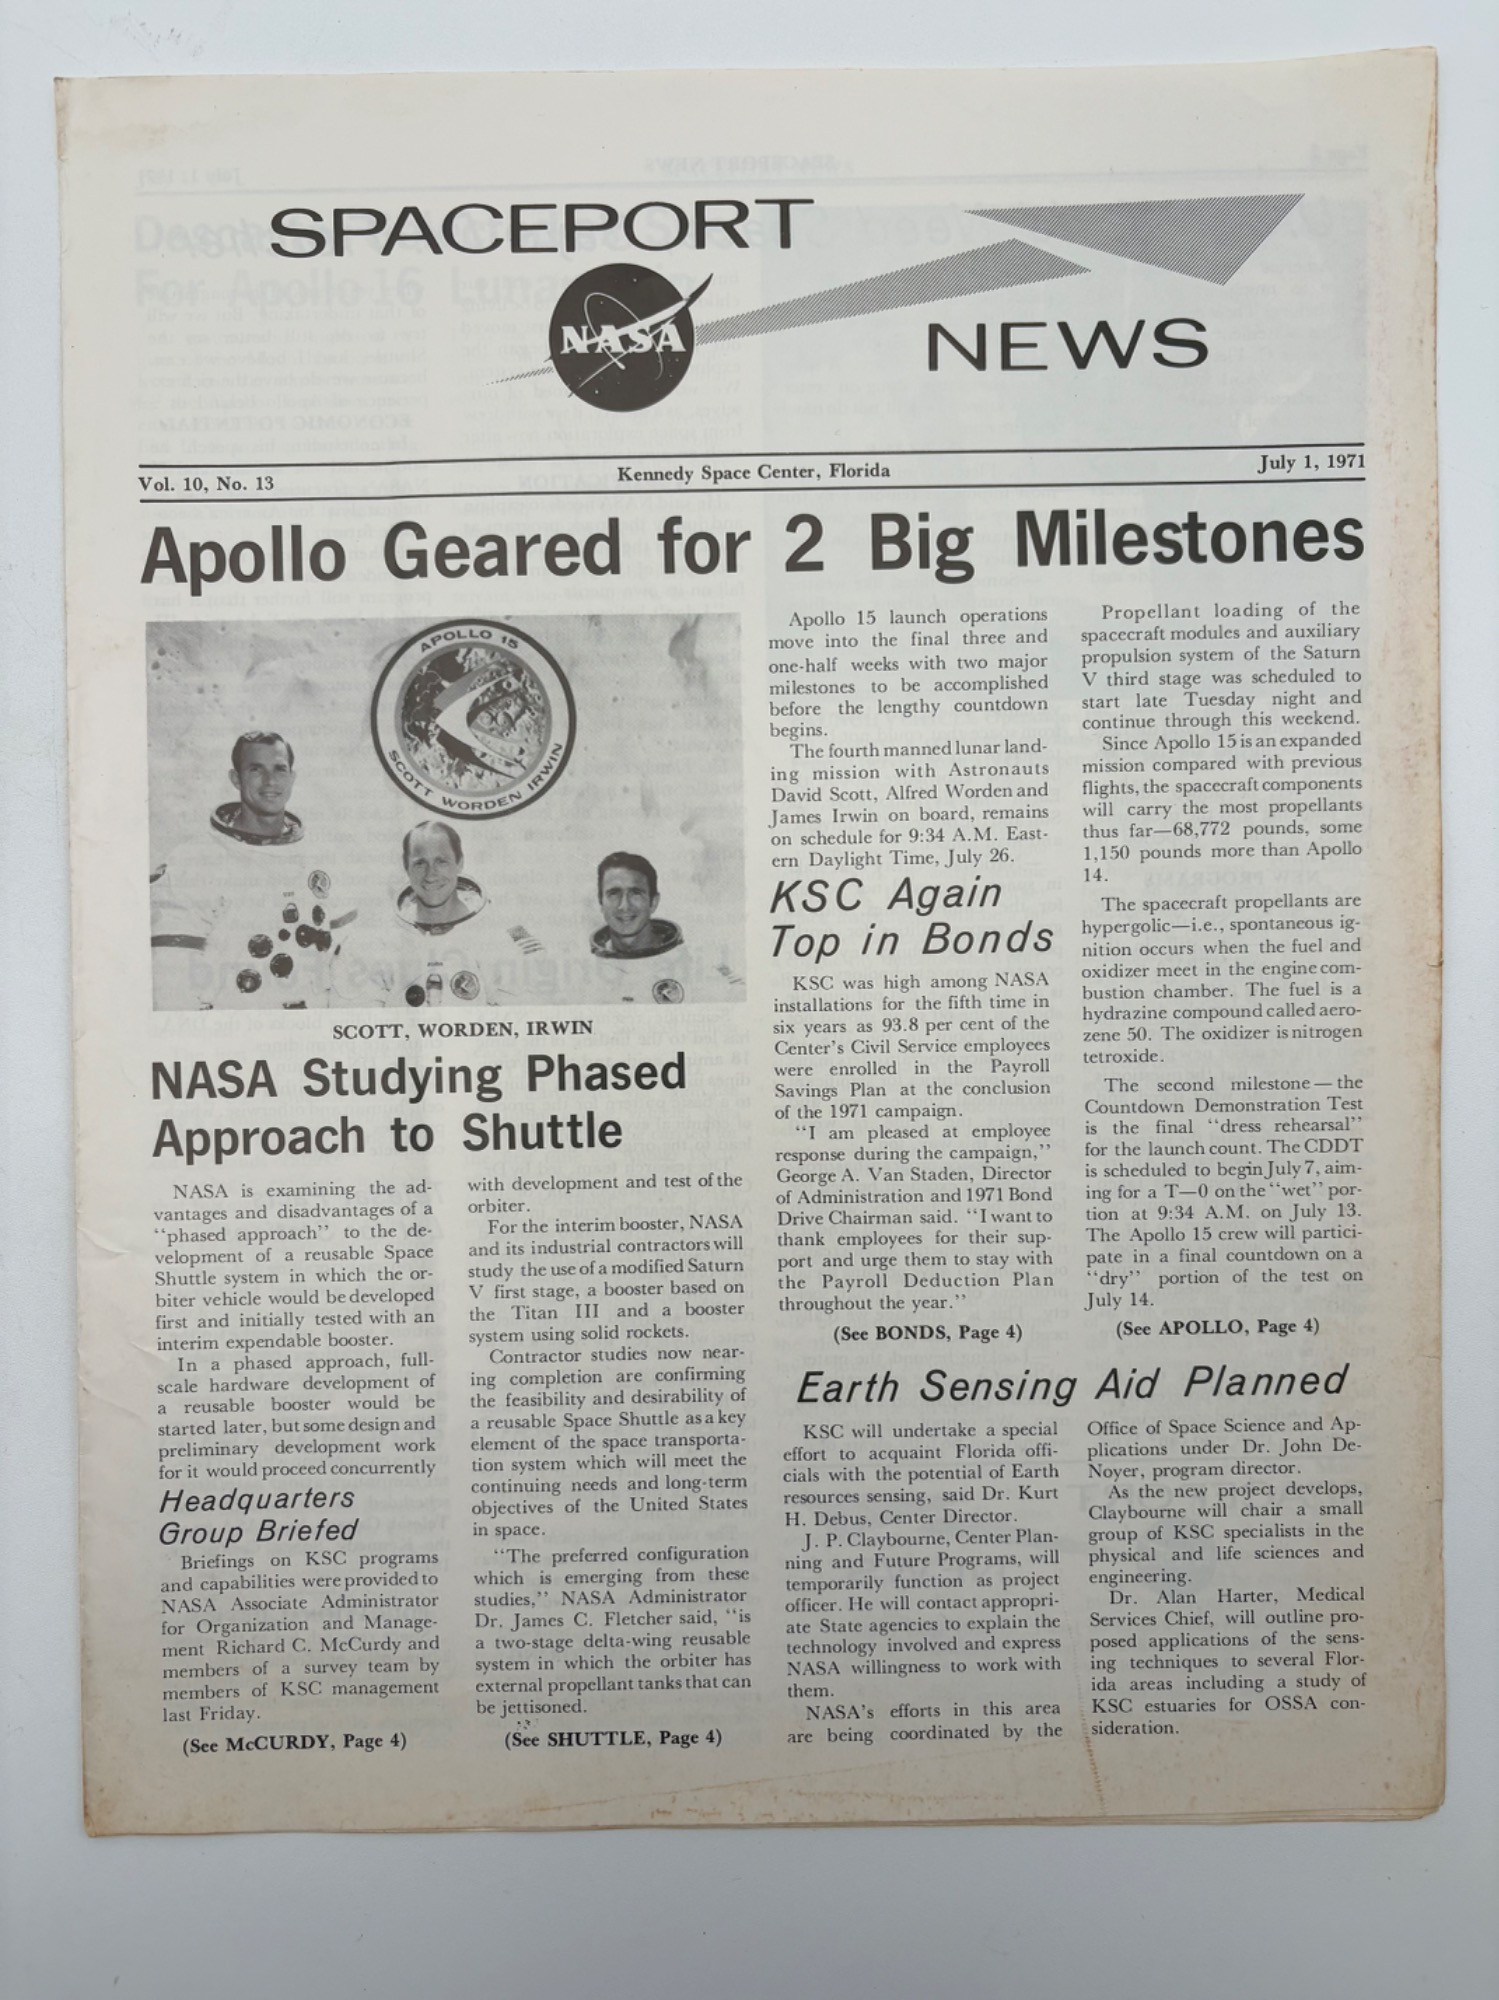 SPACEPORT
NASA
NEWS
Vol. 10, No. 13
Kennedy Space Center, Florida
July 1, 1971
Apollo Geared for 2 Big Milestones
APOLLO 15
SCOTT WORDEN IRWIN
SCOTT, WORDEN, IRWIN
NASA Studying Phased
Approach to Shuttle
NASA is examining the ad-
vantages and disadvantages of a
“phased approach” to the de-
velopment of a reusable Space
Shuttle system in which the or-
biter vehicle would be developed
first and initially tested with an
interim expendable booster.
In a phased approach, full-
scale hardware development of
a reusable booster would be
started later, but some design and
preliminary development work
for it would proceed concurrently
with development and test of the
orbiter.
For the interim booster, NASA
and its industrial contractors will
study the use of a modified Saturn
V first stage, a booster based on
the Titan III and a booster
system using solid rockets.
Contractor studies now near-
ing completion are confirming
the feasibility and desirability of
a reusable Space Shuttle as a key
element of the space transporta-
tion system which will meet the
continuing needs and long-term
objectives of the United States
in space.
“The preferred configuration
which is emerging from these
studies,” NASA Administrator
Dr. James C. Fletcher said, “is
a two-stage delta-wing reusable
system in which the orbiter has
external propellant tanks that can
be jettisoned.
(See SHUTTLE, Page 4)
Headquarters
Group Briefed
Briefings on KSC programs
and capabilities were provided to
NASA Associate Administrator
for Organization and Manage-
ment Richard C. McCurdy and
members of a survey team by
members of KSC management
last Friday.
(See McCURDY, Page 4)
Apollo 15 launch operations
move into the final three and
one-half weeks with two major
milestones to be accomplished
before the lengthy countdown
begins.
The fourth manned lunar land-
ing mission with Astronauts
David Scott, Alfred Worden and
James Irwin on board, remains
on schedule for 9:34 A.M. East-
ern Daylight Time, July 26.
Propellant loading of the
spacecraft modules and auxiliary
propulsion system of the Saturn
V third stage was scheduled to
start late Tuesday night and
continue through this weekend.
Since Apollo 15 is an expanded
mission compared with previous
flights, the spacecraft components
will carry the most propellants
thus far—68,772 pounds, some
1,150 pounds more than Apollo
14.
The spacecraft propellants are
hypergolic—i.e., spontaneous ig-
nition occurs when the fuel and
oxidizer meet in the engine com-
bustion chamber. The fuel is a
hydrazine compound called aero-
zene 50. The oxidizer is nitrogen
tetroxide.
The second milestone — the
Countdown Demonstration Test
is the final “dress rehearsal”
for the launch count. The CDDT
is scheduled to begin July 7, aim-
ing for a T—0 on the “wet” por-
tion at 9:34 A.M. on July 13.
The Apollo 15 crew will partici-
pate in a final countdown on a
“dry” portion of the test on
July 14.
(See APOLLO, Page 4)
KSC Again
Top in Bonds
KSC was high among NASA
installations for the fifth time in
six years as 93.8 per cent of the
Center's Civil Service employees
were enrolled in the Payroll
Savings Plan at the conclusion
of the 1971 campaign.
“I am pleased at employee
response during the campaign,”
George A. Van Staden, Director
of Administration and 1971 Bond
Drive Chairman said. “I want to
thank employees for their sup-
port and urge them to stay with
the Payroll Deduction Plan
throughout the year.”
(See BONDS, Page 4)
Earth Sensing Aid Planned
KSC will undertake a special
effort to acquaint Florida offi-
cials with the potential of Earth
resources sensing, said Dr. Kurt
H. Debus, Center Director.
J. P. Claybourne, Center Plan-
ning and Future Programs, will
temporarily function as project
officer. He will contact appropri-
ate State agencies to explain the
technology involved and express
NASA willingness to work with
them.
NASA's efforts in this area
are being coordinated by the
Office of Space Science and Ap-
plications under Dr. John De-
Noyer, program director.
As the new project develops,
Claybourne will chair a small
group of KSC specialists in the
physical and life sciences and
engineering.
Dr. Alan Harter, Medical
Services Chief, will outline pro-
posed applications of the sens-
ing techniques to several Flor-
ida areas including a study of
KSC estuaries for OSSA con-
sideration.